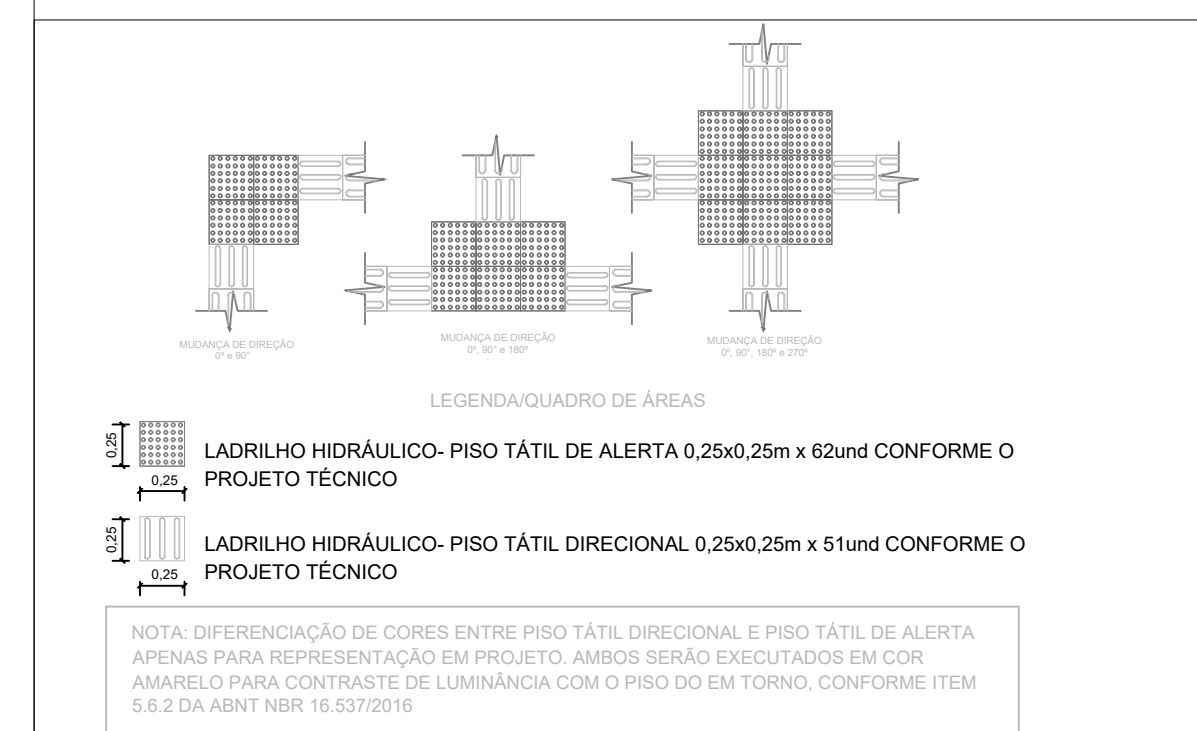 MUDANÇA DE DIREÇÃO
0º e 90°
MUDANÇA DE DIREÇÃO
0º, 90° e 180º
MUDANÇA DE DIREÇÃO
0º, 90°, 180º e 270º
LEGENDA/QUADRO DE ÁREAS
0,25
0,25
LADRILHO HIDRÁULICO- PISO TÁTIL DE ALERTA 0,25x0,25m x 62und CONFORME O
PROJETO TÉCNICO
0,25
0,25
LADRILHO HIDRÁULICO- PISO TÁTIL DIRECIONAL 0,25x0,25m x 51und CONFORME O
PROJETO TÉCNICO
NOTA: DIFERENCIAÇÃO DE CORES ENTRE PISO TÁTIL DIRECIONAL E PISO TÁTIL DE ALERTA
APENAS PARA REPRESENTAÇÃO EM PROJETO. AMBOS SERÃO EXECUTADOS EM COR
AMARELO PARA CONTRASTE DE LUMINÂNCIA COM O PISO DO EM TORNO, CONFORME ITEM
5.6.2 DA ABNT NBR 16.537/2016